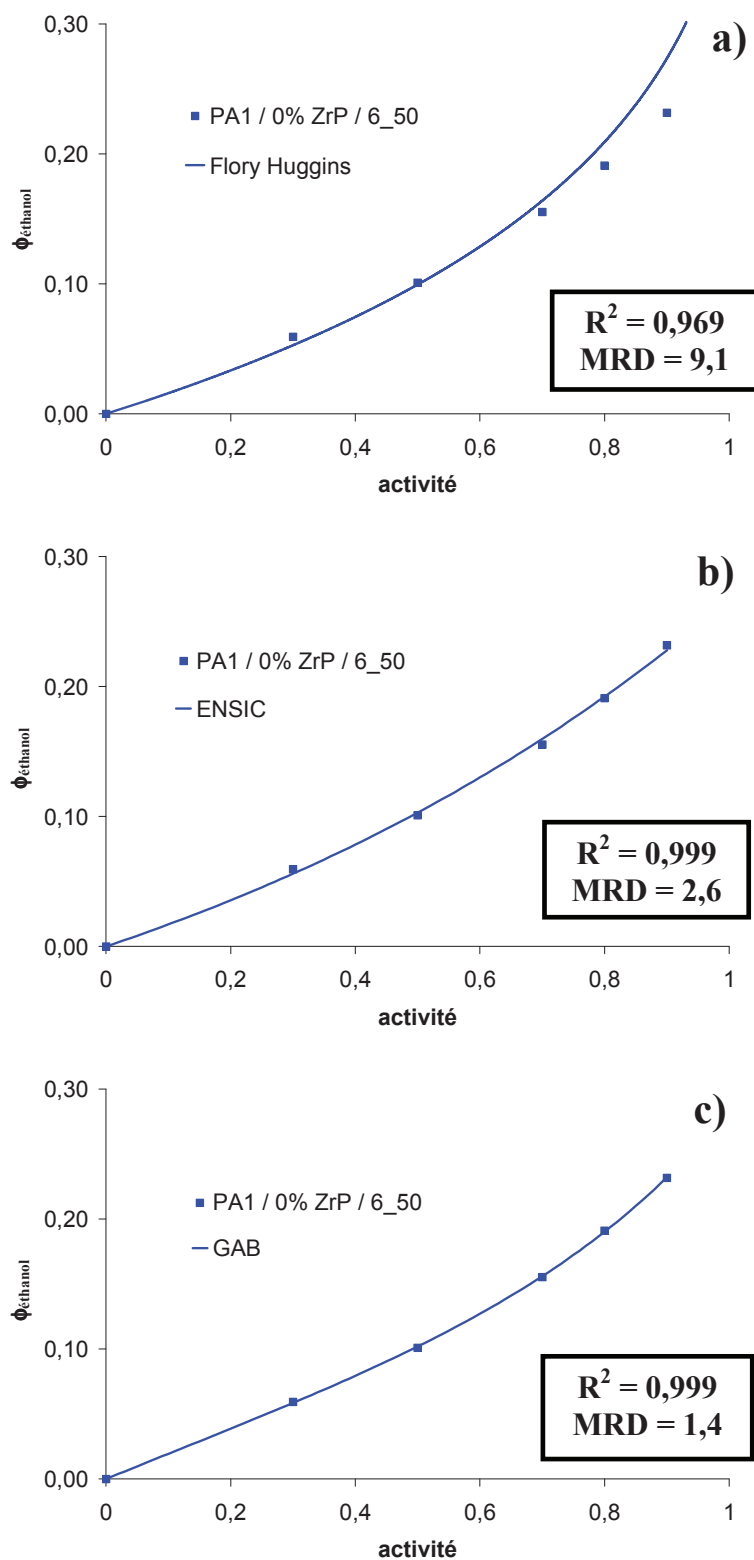 a)
0,30
0,20
0,10
0,00
ϕéthanol
PA1 / 0% ZrP / 6_50
Flory Huggins
R² = 0,969
MRD = 9,1
0 0,2 0,4 0,6 0,8 1
activité
b)
0,30
0,20
0,10
0,00
ϕéthanol
PA1 / 0% ZrP / 6_50
ENSIC
R² = 0,999
MRD = 2,6
0 0,2 0,4 0,6 0,8 1
activité
c)
0,30
0,20
0,10
0,00
ϕéthanol
PA1 / 0% ZrP / 6_50
GAB
R² = 0,999
MRD = 1,4
0 0,2 0,4 0,6 0,8 1
activité